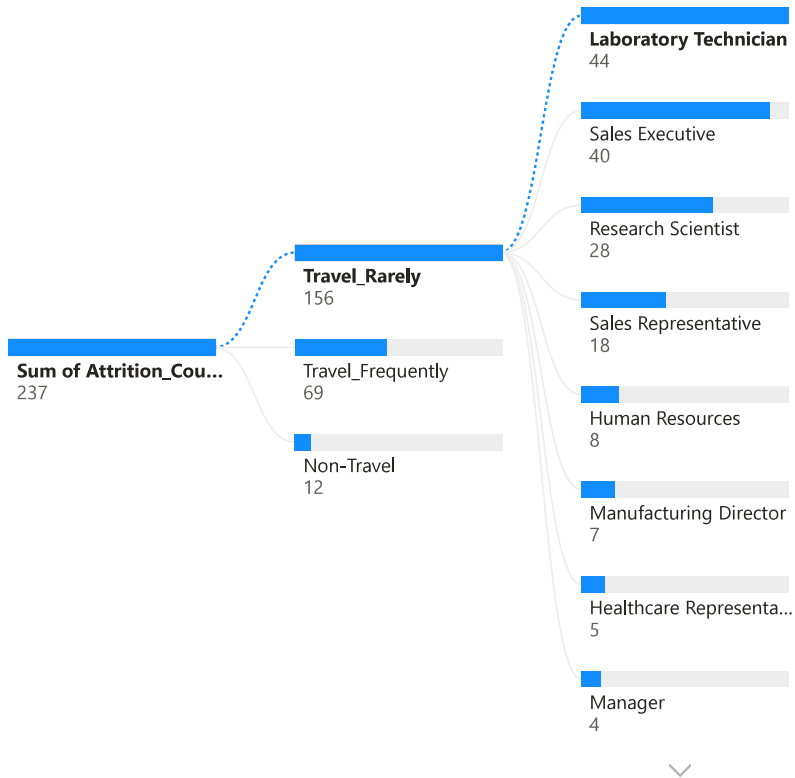 Sum of Attrition_Cou...
237
Travel_Rarely
156
Travel_Frequently
69
Non-Travel
12
Laboratory Technician
44
Sales Executive
40
Research Scientist
28
Sales Representative
18
Human Resources
8
Manufacturing Director
7
Healthcare Representa...
5
Manager
4